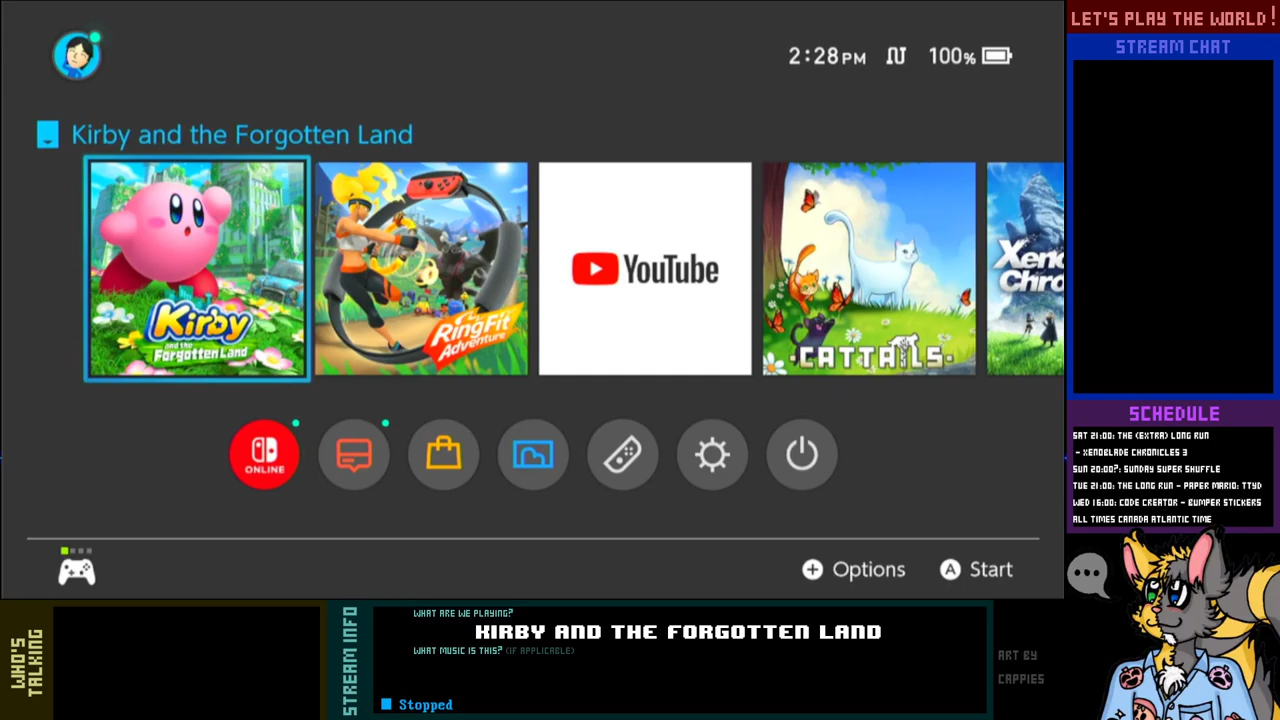 2:28PM 100%
Kirby and the Forgotten Land
Kirby
and the
Forgotten Land
RingFit
Adventure
YouTube
CATTAILS
Xeno
Chro
ONLINE
Options
A Start
LET'S PLAY THE WORLD!
STREAM CHAT
SCHEDULE
SAT 21:00: THE (EXTRA) LONG RUN
- XENOBLADE CHRONICLES 3
SUN 20:00?: SUNDAY SUPER SHUFFLE
TUE 21:00: THE LONG RUN - PAPER MARIO: TTYD
WED 16:00: CODE CREATOR - BUMPER STICKERS
ALL TIMES CANADA ATLANTIC TIME
WHO'S
TALKING
STREAM INFO
WHAT ARE WE PLAYING?
KIRBY AND THE FORGOTTEN LAND
WHAT MUSIC IS THIS? (IF APPLICABLE)
Stopped
ART BY
CAPPIES